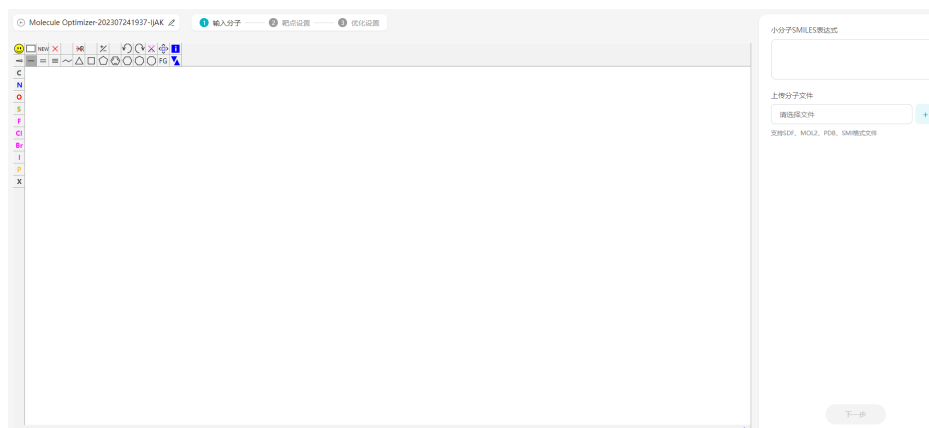 Molecule Optimizer-202307241937-IjAK
1 输入分子 2 靶点设置 3 优化设置
NEW
FG
C
N
O
S
F
Cl
Br
I
P
X
小分子SMILES表达式
上传分子文件
请选择文件 +
支持SDF、MOL2、PDB、SMI格式文件
下一步